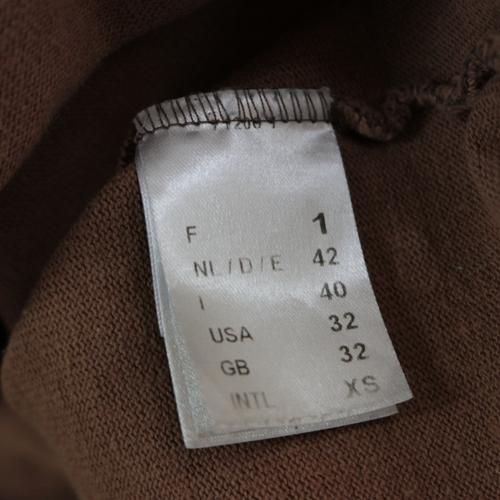 F 1
NL/D/E 42
I 40
USA 32
GB 32
INTL XS